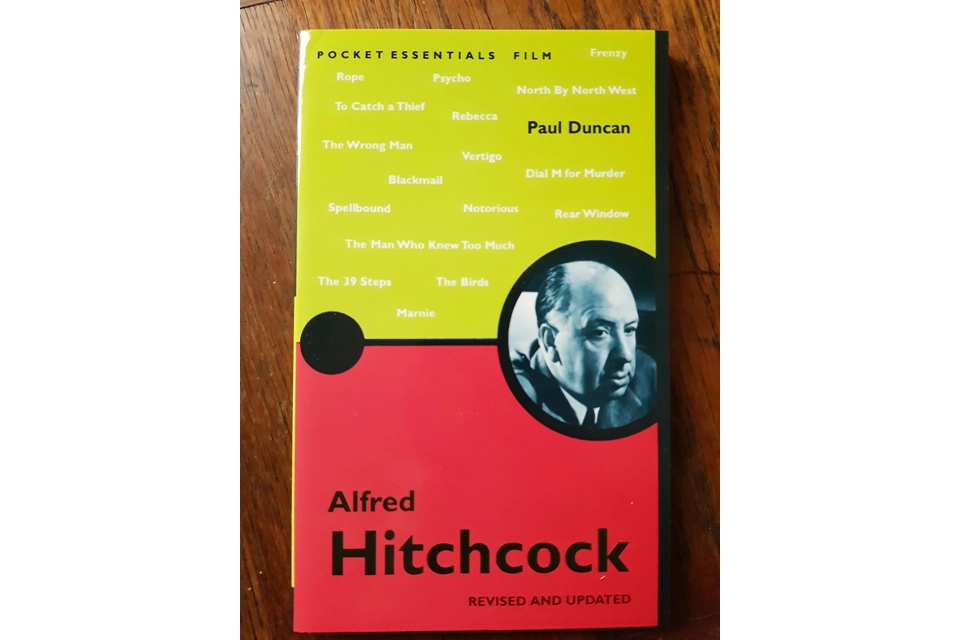 POCKET ESSENTIALS FILM
Frenzy
Rope
Psycho
North By North West
To Catch a Thief
Rebecca
Paul Duncan
The Wrong Man
Vertigo
Dial M for Murder
Blackmail
Spellbound
Notorious
Rear Window
The Man Who Knew Too Much
The 39 Steps
The Birds
Marnie
Alfred
Hitchcock
REVISED AND UPDATED